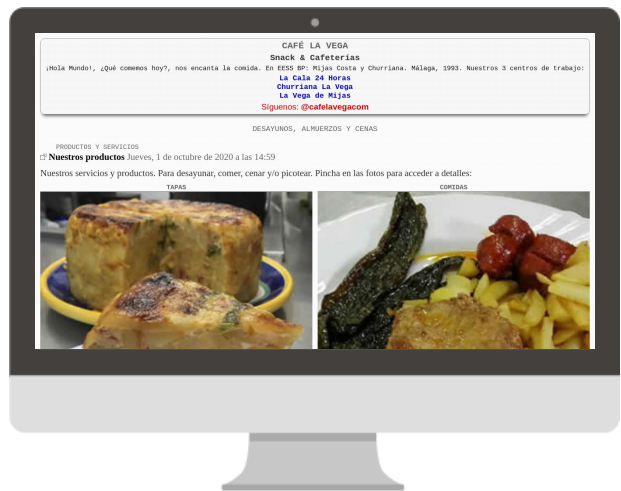 CAFÉ LA VEGA
Snack & Cafeterías
¡Hola Mundo!, ¿Qué comemos hoy?, nos encanta la comida. En EESS BP: Mijas Costa y Churriana. Málaga, 1993. Nuestros 3 centros de trabajo:
La Cala 24 Horas
Churriana La Vega
La Vega de Mijas
Síguenos: @cafelavegacom
DESAYUNOS, ALMUERZOS Y CENAS
PRODUCTOS Y SERVICIOS
Nuestros productos Jueves, 1 de octubre de 2020 a las 14:59
Nuestros servicios y productos. Para desayunar, comer, cenar y/o picotear. Pincha en las fotos para acceder a detalles:
TAPAS
COMIDAS